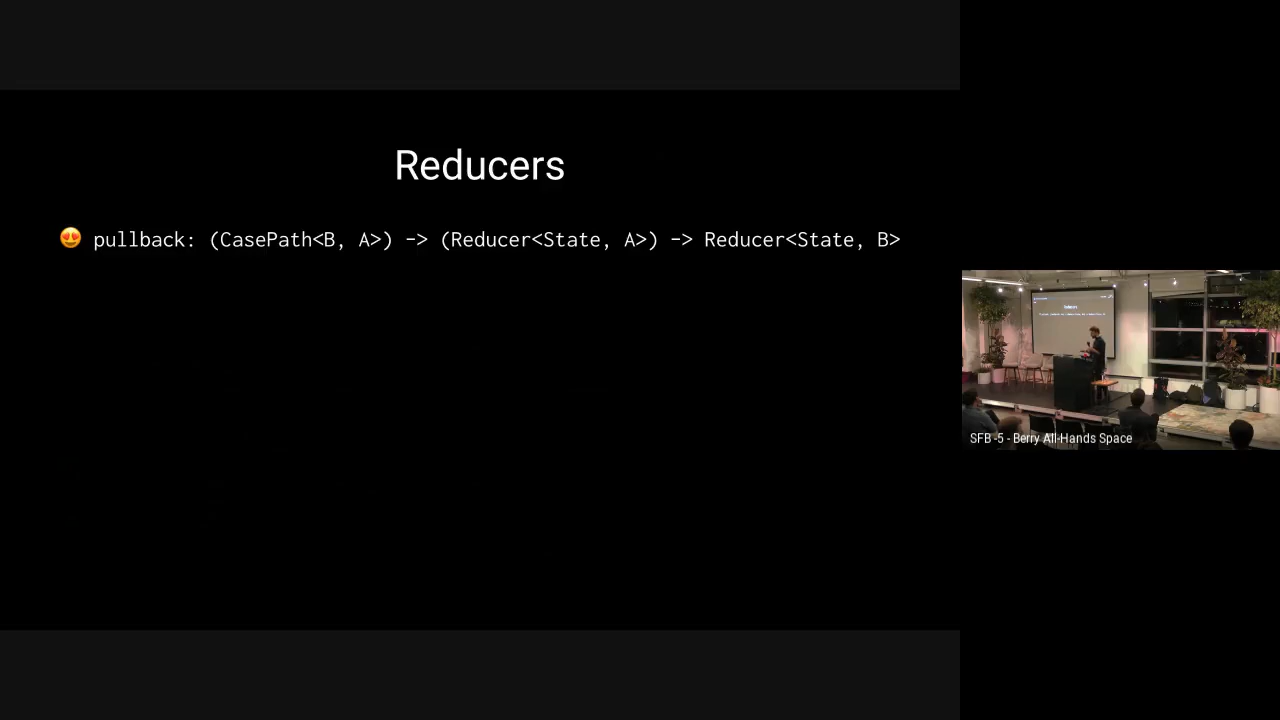 Reducers
😍 pullback: (CasePath<B, A>) -> (Reducer<State, A>) -> Reducer<State, B>
SFB -5 - Berry All-Hands Space